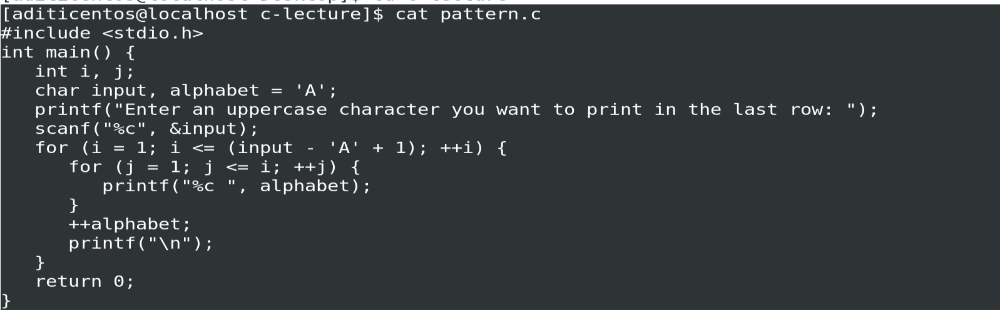 [aditicentos@localhost c-lecture]$ cat pattern.c
#include <stdio.h>
int main() {
   int i, j;
   char input, alphabet = 'A';
   printf("Enter an uppercase character you want to print in the last row: ");
   scanf("%c", &input);
   for (i = 1; i <= (input - 'A' + 1); ++i) {
      for (j = 1; j <= i; ++j) {
         printf("%c ", alphabet);
      }
      ++alphabet;
      printf("\n");
   }
   return 0;
}